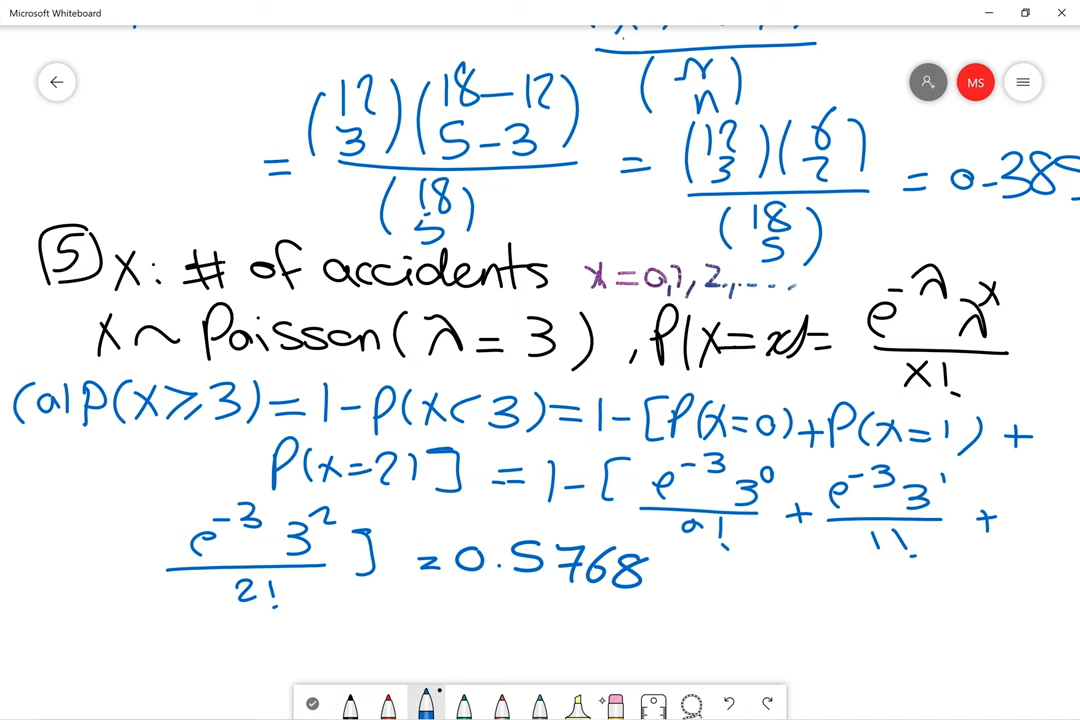 Microsoft Whiteboard
MS
(N
n)
= (12
3)(18-12
5-3) / (18
5) = (12
3)(6
2) / (18
5) = 0.385
5 X: # of accidents x=0,1,2,....
X ~ Poisson(λ = 3), P(X=x)= e^-λ λ^x / x!
(a) P(X≥3)=1-P(X<3)=1-[P(X=0)+P(X=1)+
P(X=2)] = 1-[e^-3 3^0 / 0! + e^-3 3^1 / 1! +
e^-3 3^2 / 2!] = 0.5768